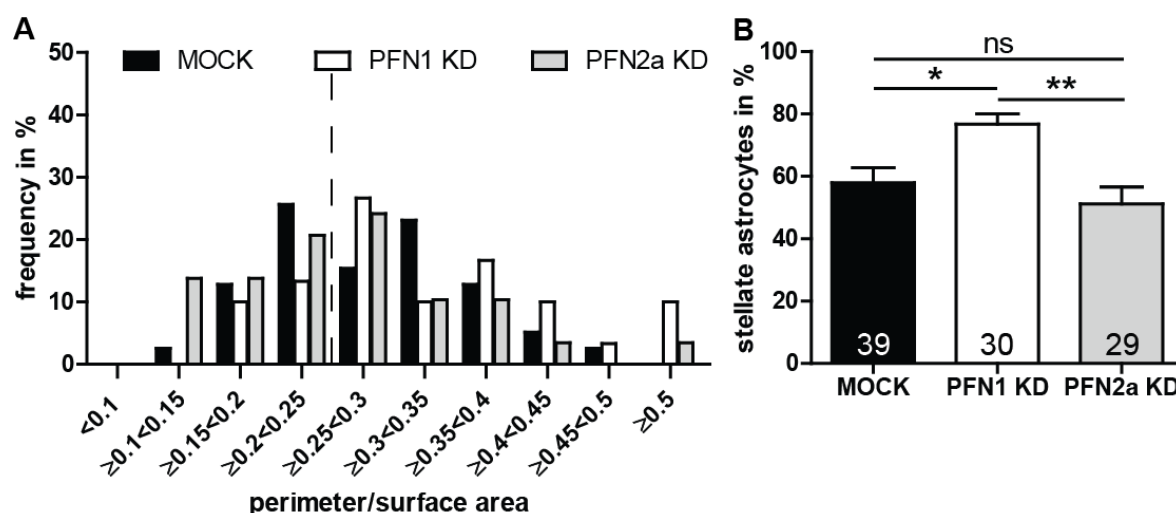 A
50
40
30
20
10
0
frequency in %
MOCK
PFN1 KD
PFN2a KD
<0.1
≥0.1<0.15
≥0.15<0.2
≥0.2<0.25
≥0.25<0.3
≥0.3<0.35
≥0.35<0.4
≥0.4<0.45
≥0.45<0.5
≥0.5
perimeter/surface area
B
100
80
60
40
20
0
stellate astrocytes in %
ns
*
**
39
30
29
MOCK
PFN1 KD
PFN2a KD